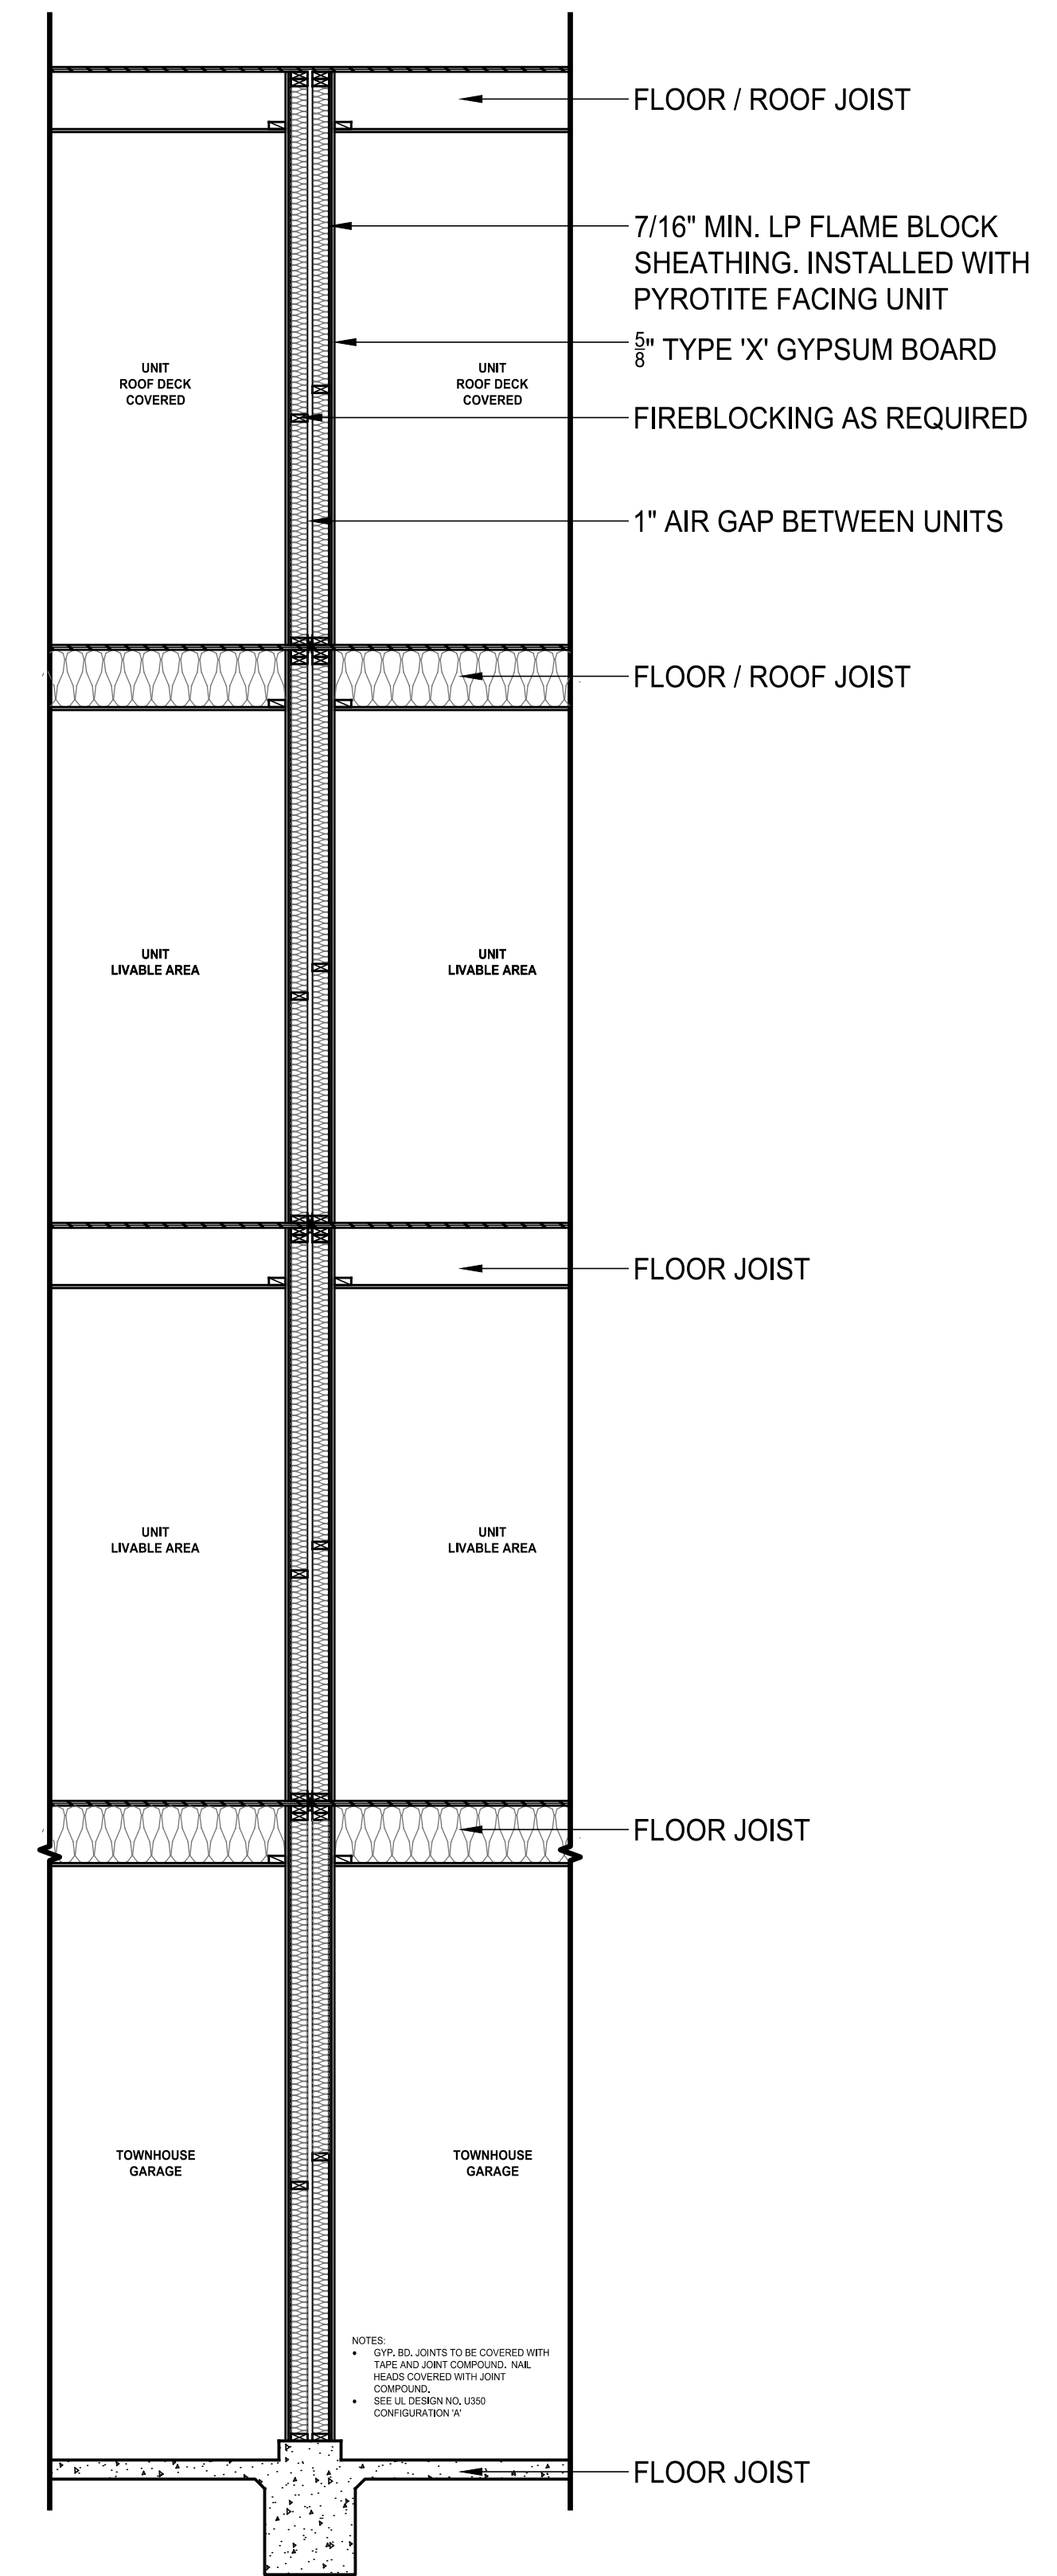 FLOOR / ROOF JOIST
7/16" MIN. LP FLAME BLOCK
SHEATHING. INSTALLED WITH
PYROTITE FACING UNIT
5/8" TYPE 'X' GYPSUM BOARD
UNIT
ROOF DECK
COVERED
UNIT
ROOF DECK
COVERED
FIREBLOCKING AS REQUIRED
1" AIR GAP BETWEEN UNITS
FLOOR / ROOF JOIST
UNIT
LIVABLE AREA
UNIT
LIVABLE AREA
FLOOR JOIST
UNIT
LIVABLE AREA
UNIT
LIVABLE AREA
FLOOR JOIST
TOWNHOUSE
GARAGE
TOWNHOUSE
GARAGE
NOTES:
• GYP. BD. JOINTS TO BE COVERED WITH
TAPE AND JOINT COMPOUND. NAIL
HEADS COVERED WITH JOINT
COMPOUND.
• SEE UL DESIGN NO. U350
CONFIGURATION 'A'
FLOOR JOIST